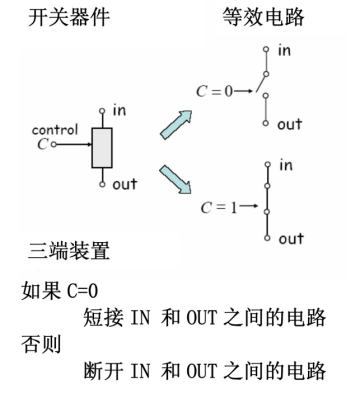 开关器件 等效电路
in
C=0
out
in
control
C
out
in
C=1
out
三端装置
如果 C=0
短接 IN 和 OUT 之间的电路
否则
断开 IN 和 OUT 之间的电路